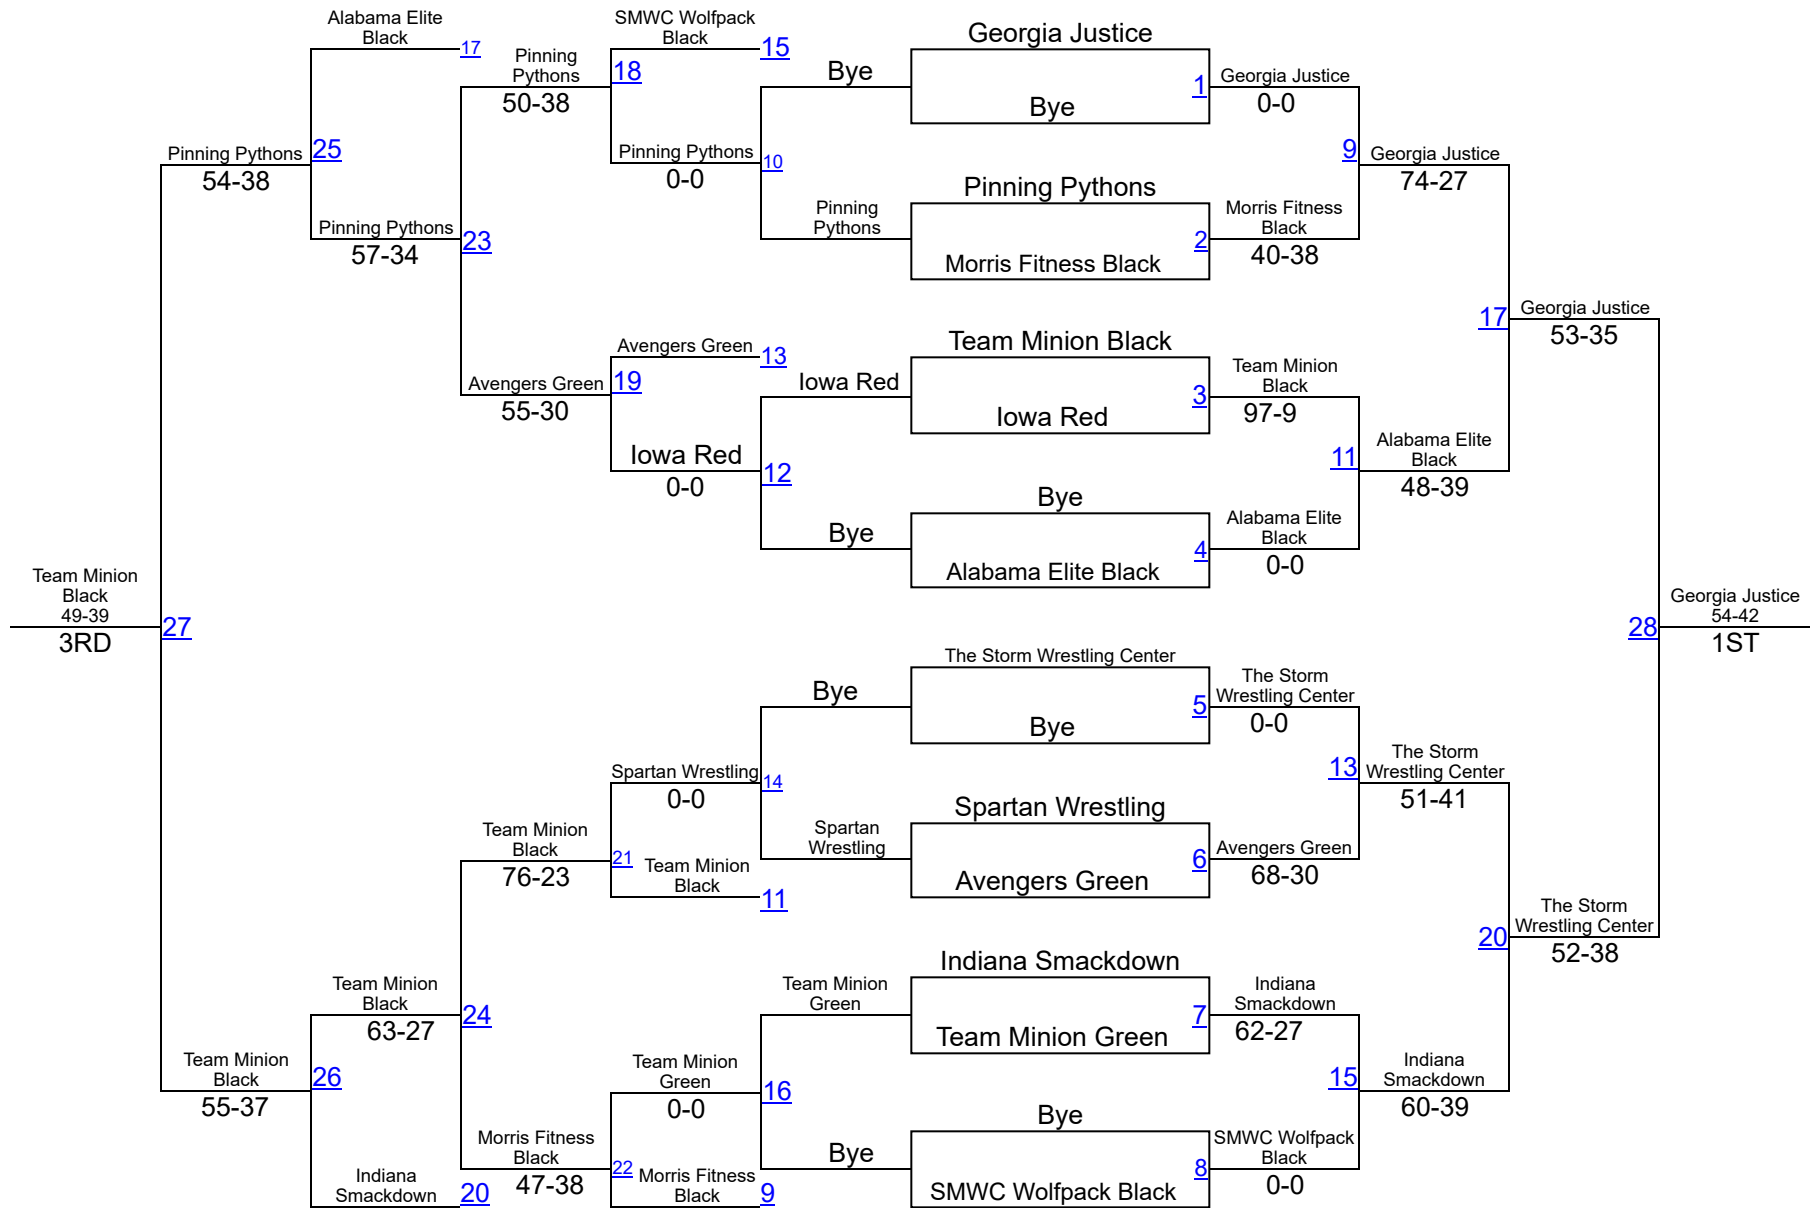 Alabama Elite
Black
17
Pinning
Pythons
50-38
SMWC Wolfpack
Black
15
18
Bye
Georgia Justice
Bye
1
Georgia Justice
0-0
Pinning Pythons
54-38
25
Pinning Pythons
0-0
10
9
Georgia Justice
74-27
Pinning Pythons
57-34
23
Pinning
Pythons
Pinning Pythons
Morris Fitness Black
2
Morris Fitness
Black
40-38
17
Georgia Justice
53-35
Avengers Green
13
Avengers Green
55-30
19
Iowa Red
Team Minion Black
Iowa Red
3
Team Minion
Black
97-9
Iowa Red
0-0
12
11
Alabama Elite
Black
48-39
Bye
Bye
Alabama Elite Black
4
Alabama Elite
Black
0-0
Team Minion
Black
49-39
3RD
27
28
Georgia Justice
54-42
1ST
Bye
The Storm Wrestling Center
Bye
5
The Storm
Wrestling Center
0-0
Spartan Wrestling
0-0
14
13
The Storm
Wrestling Center
51-41
Team Minion
Black
76-23
21
Team Minion
Black
11
Spartan
Wrestling
Spartan Wrestling
Avengers Green
6
Avengers Green
68-30
20
The Storm
Wrestling Center
52-38
Team Minion
Black
63-27
24
Team Minion
Green
Indiana Smackdown
Team Minion Green
7
Indiana
Smackdown
62-27
Team Minion
Black
55-37
26
Team Minion
Green
0-0
16
15
Indiana
Smackdown
60-39
Indiana
Smackdown
20
Morris Fitness
Black
47-38
22
Morris Fitness
Black
9
Bye
Bye
SMWC Wolfpack Black
8
SMWC Wolfpack
Black
0-0